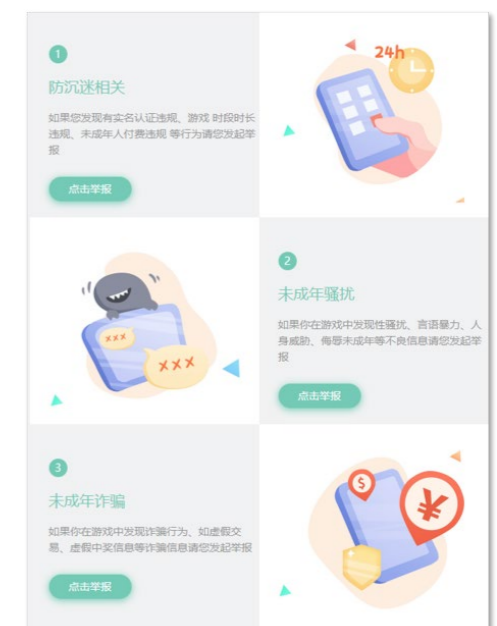 1
24h
防沉迷相关
如果您发现有实名认证违规、游戏 时段时长
违规、未成年人付费违规 等行为请您发起举
报
点击举报
2
未成年骚扰
如果你在游戏中发现性骚扰、言语暴力、人
身威胁、侮辱未成年等不良信息请您发起举
报
×××
×××
点击举报
3
未成年诈骗
$
¥
如果你在游戏中发现诈骗行为、如虚假交
易、虚假中奖信息等诈骗信息请您发起举报
点击举报